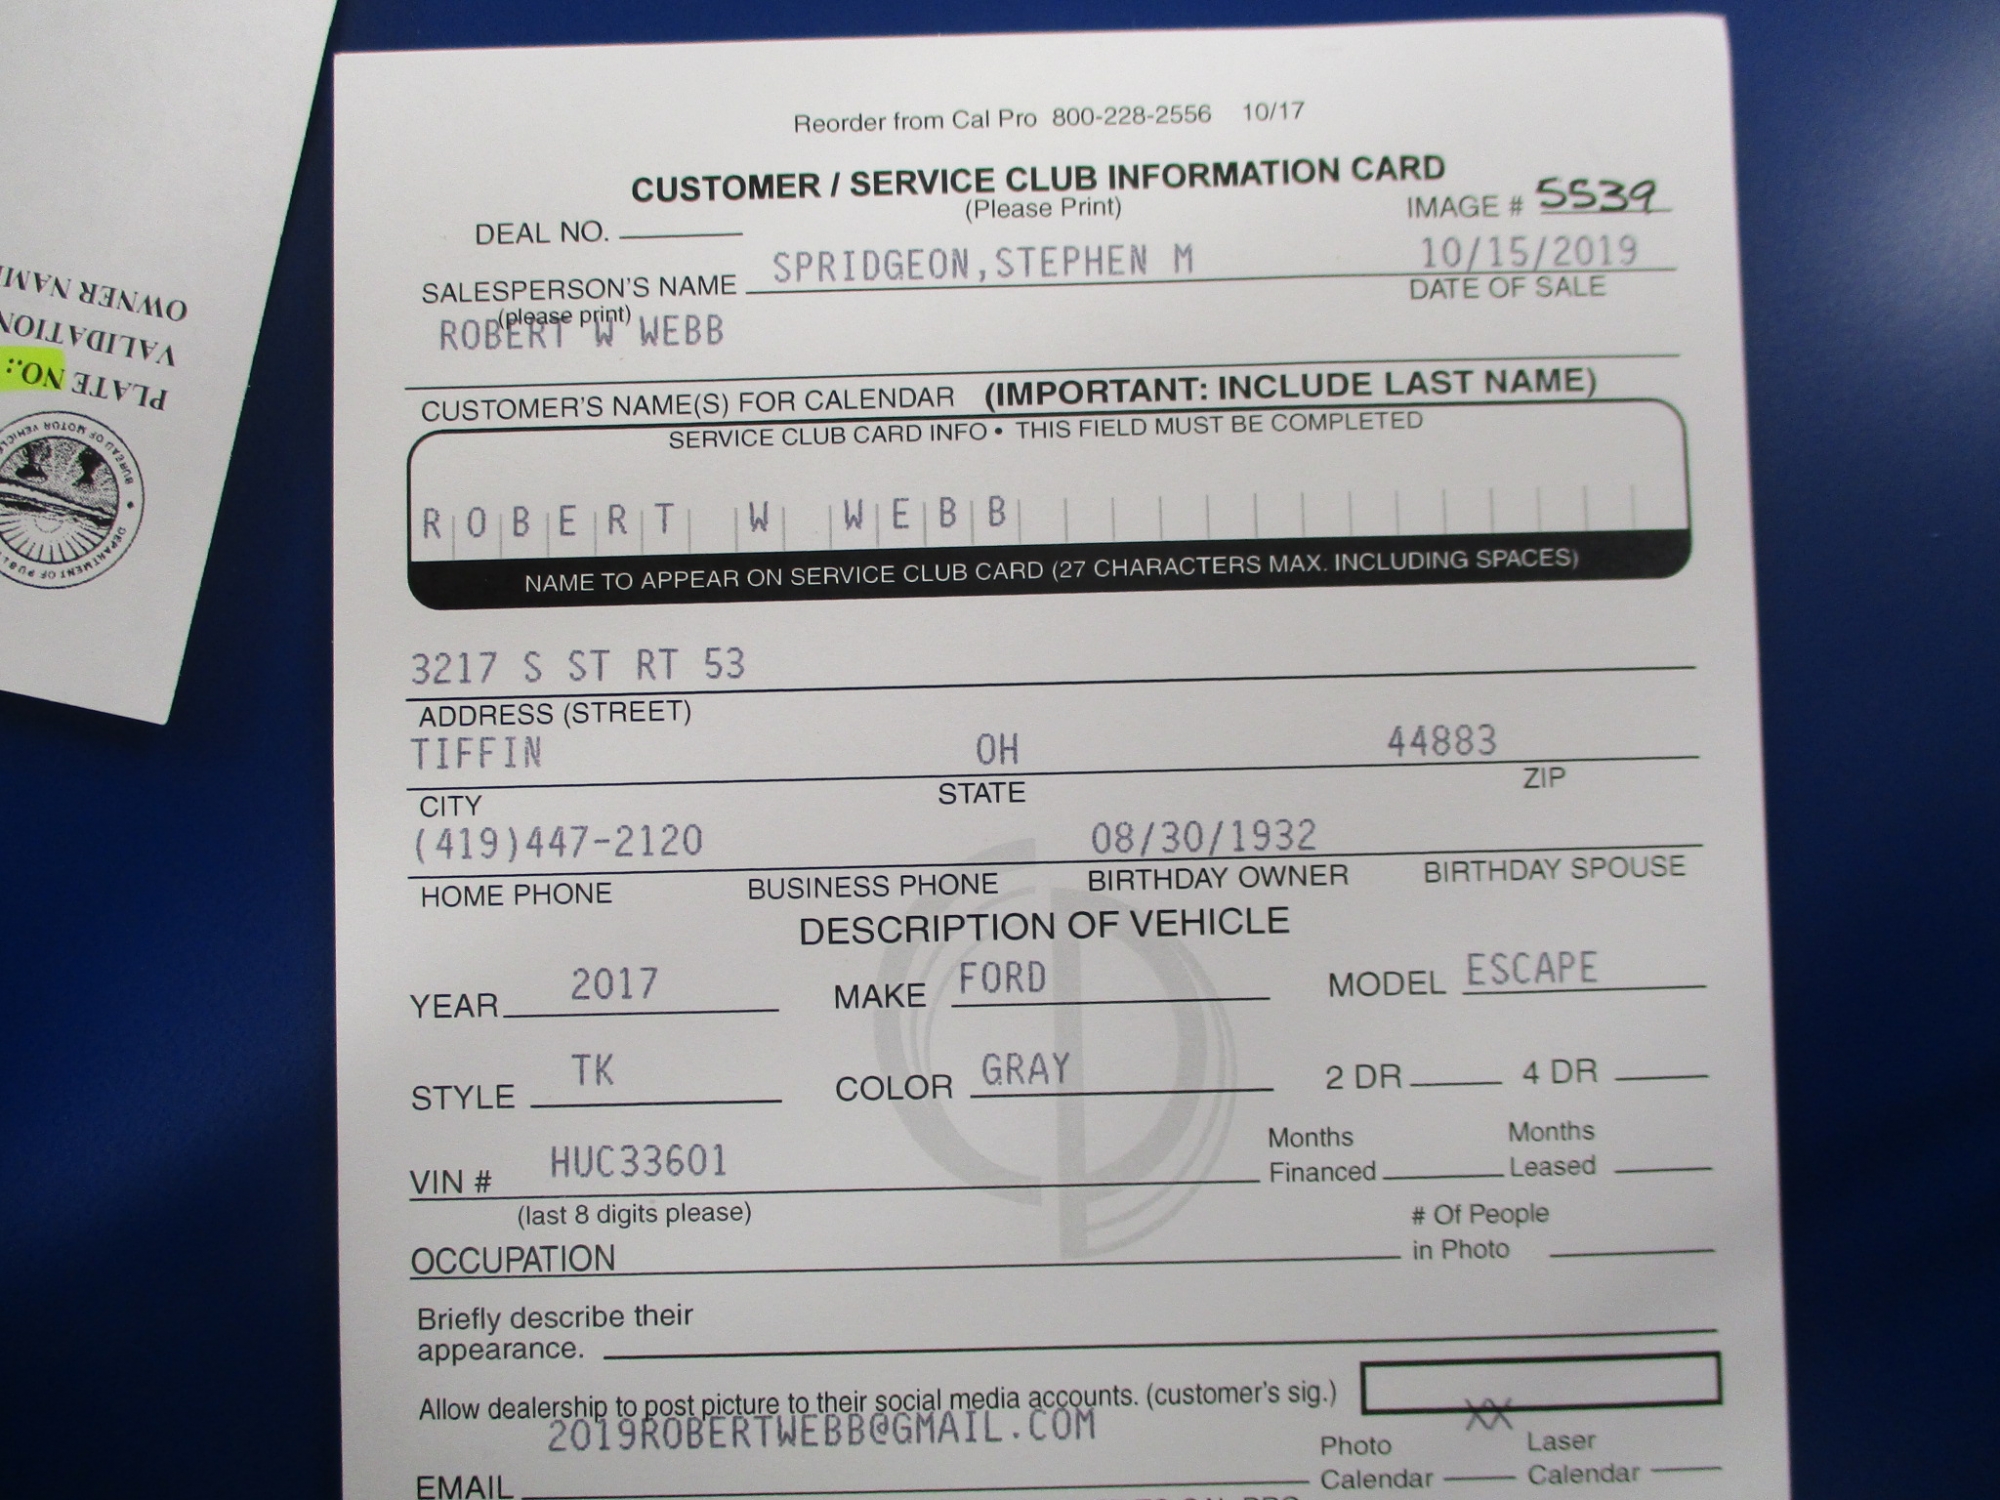 Reorder from Cal Pro 800-228-2556 10/17
CUSTOMER / SERVICE CLUB INFORMATION CARD
(Please Print)
IMAGE # 5539
DEAL NO.
SPRIDGEON,STEPHEN M 10/15/2019
SALESPERSON'S NAME DATE OF SALE
(please print)
ROBERT W WEBB
CUSTOMER'S NAME(S) FOR CALENDAR (IMPORTANT: INCLUDE LAST NAME)
SERVICE CLUB CARD INFO • THIS FIELD MUST BE COMPLETED
ROBERT W WEBB
NAME TO APPEAR ON SERVICE CLUB CARD (27 CHARACTERS MAX. INCLUDING SPACES)
3217 S ST RT 53
ADDRESS (STREET)
TIFFIN OH 44883
CITY STATE ZIP
(419)447-2120 08/30/1932
HOME PHONE BUSINESS PHONE BIRTHDAY OWNER BIRTHDAY SPOUSE
DESCRIPTION OF VEHICLE
YEAR 2017 MAKE FORD MODEL ESCAPE
STYLE TK COLOR GRAY 2 DR 4 DR
VIN # HUC33601 Months Financed Months Leased
(last 8 digits please)
OCCUPATION # Of People in Photo
Briefly describe their
appearance.
Allow dealership to post picture to their social media accounts. (customer's sig.)
XX
2019ROBERTWEBB@GMAIL.COM
EMAIL Photo Calendar Laser Calendar
PLATE NO.:
VALIDATION
OWNER NAME